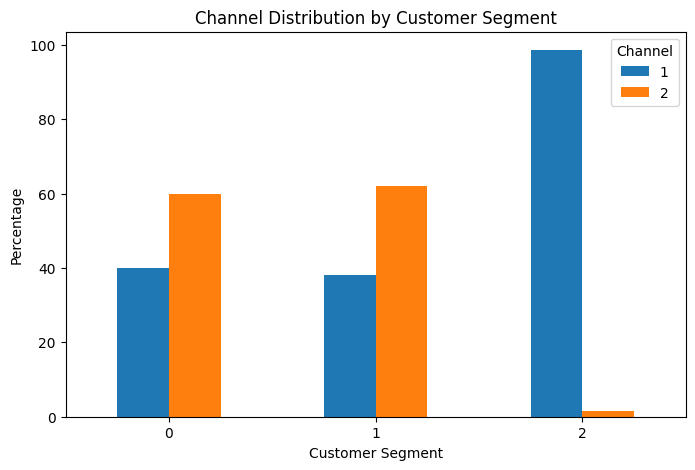 Channel Distribution by Customer Segment
Channel
1
2
100
80
60
40
20
0
Percentage
0 1 2
Customer Segment